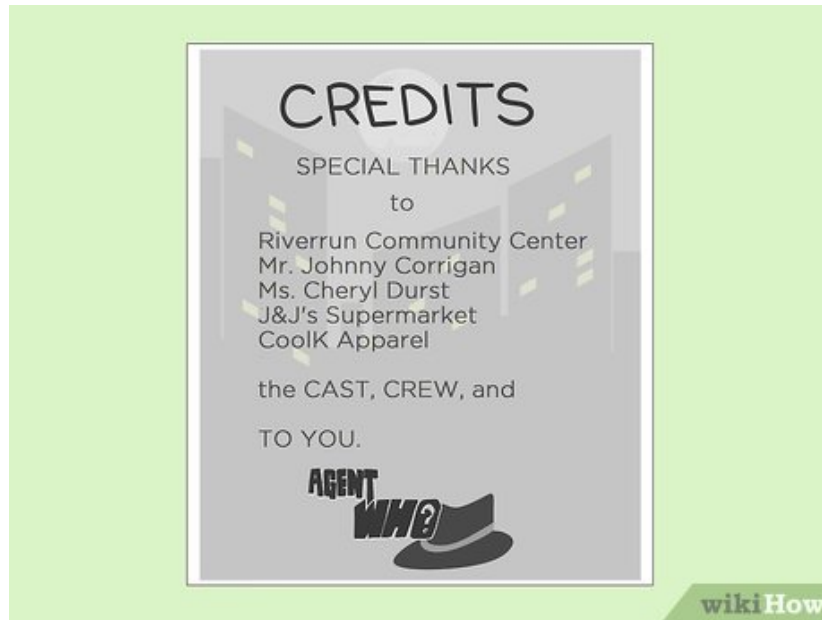 CREDITS
SPECIAL THANKS
to
Riverrun Community Center
Mr. Johnny Corrigan
Ms. Cheryl Durst
J&J's Supermarket
CoolK Apparel
the CAST, CREW, and
TO YOU.
AGENT
WHO?
wikiHow